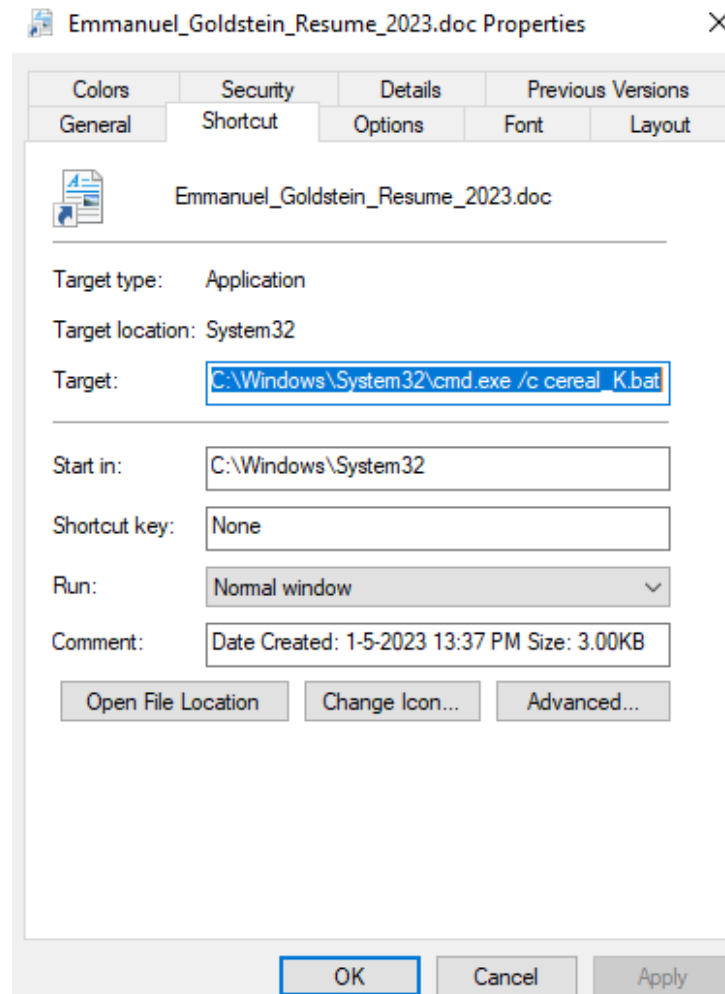 Emmanuel_Goldstein_Resume_2023.doc Properties
Colors Security Details Previous Versions
General Shortcut Options Font Layout
Emmanuel_Goldstein_Resume_2023.doc
Target type: Application
Target location: System32
Target: C:\Windows\System32\cmd.exe /c cereal_K.bat
Start in: C:\Windows\System32
Shortcut key: None
Run: Normal window
Comment: Date Created: 1-5-2023 13:37 PM Size: 3.00KB
Open File Location Change Icon... Advanced...
OK Cancel Apply